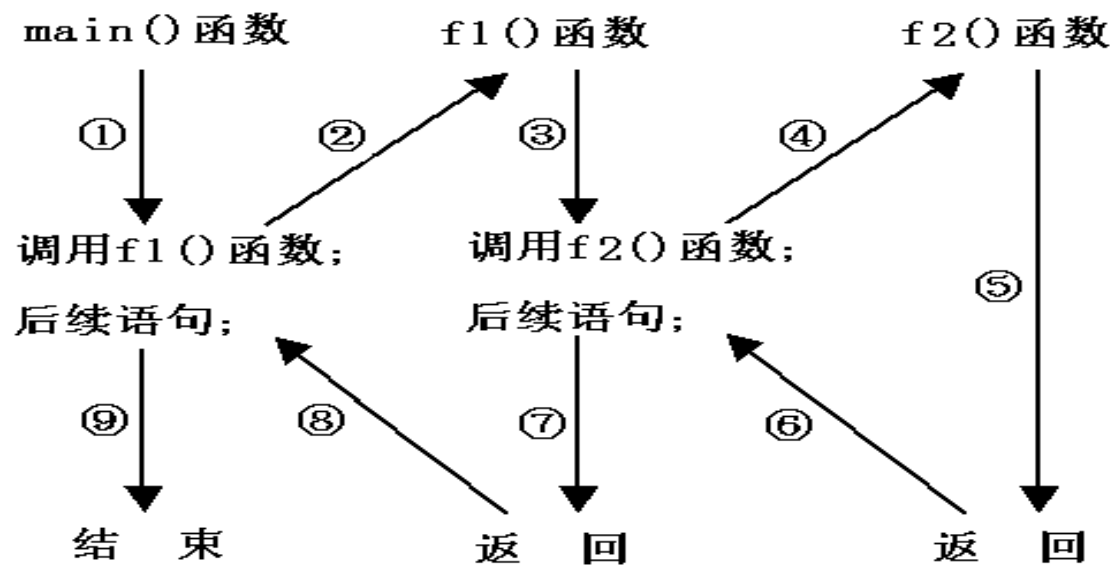 main()函数 f1()函数 f2()函数
① ② ③ ④
调用f1()函数; 调用f2()函数;
⑤
后续语句; 后续语句;
⑨ ⑧ ⑦ ⑥
结 束 返 回 返 回